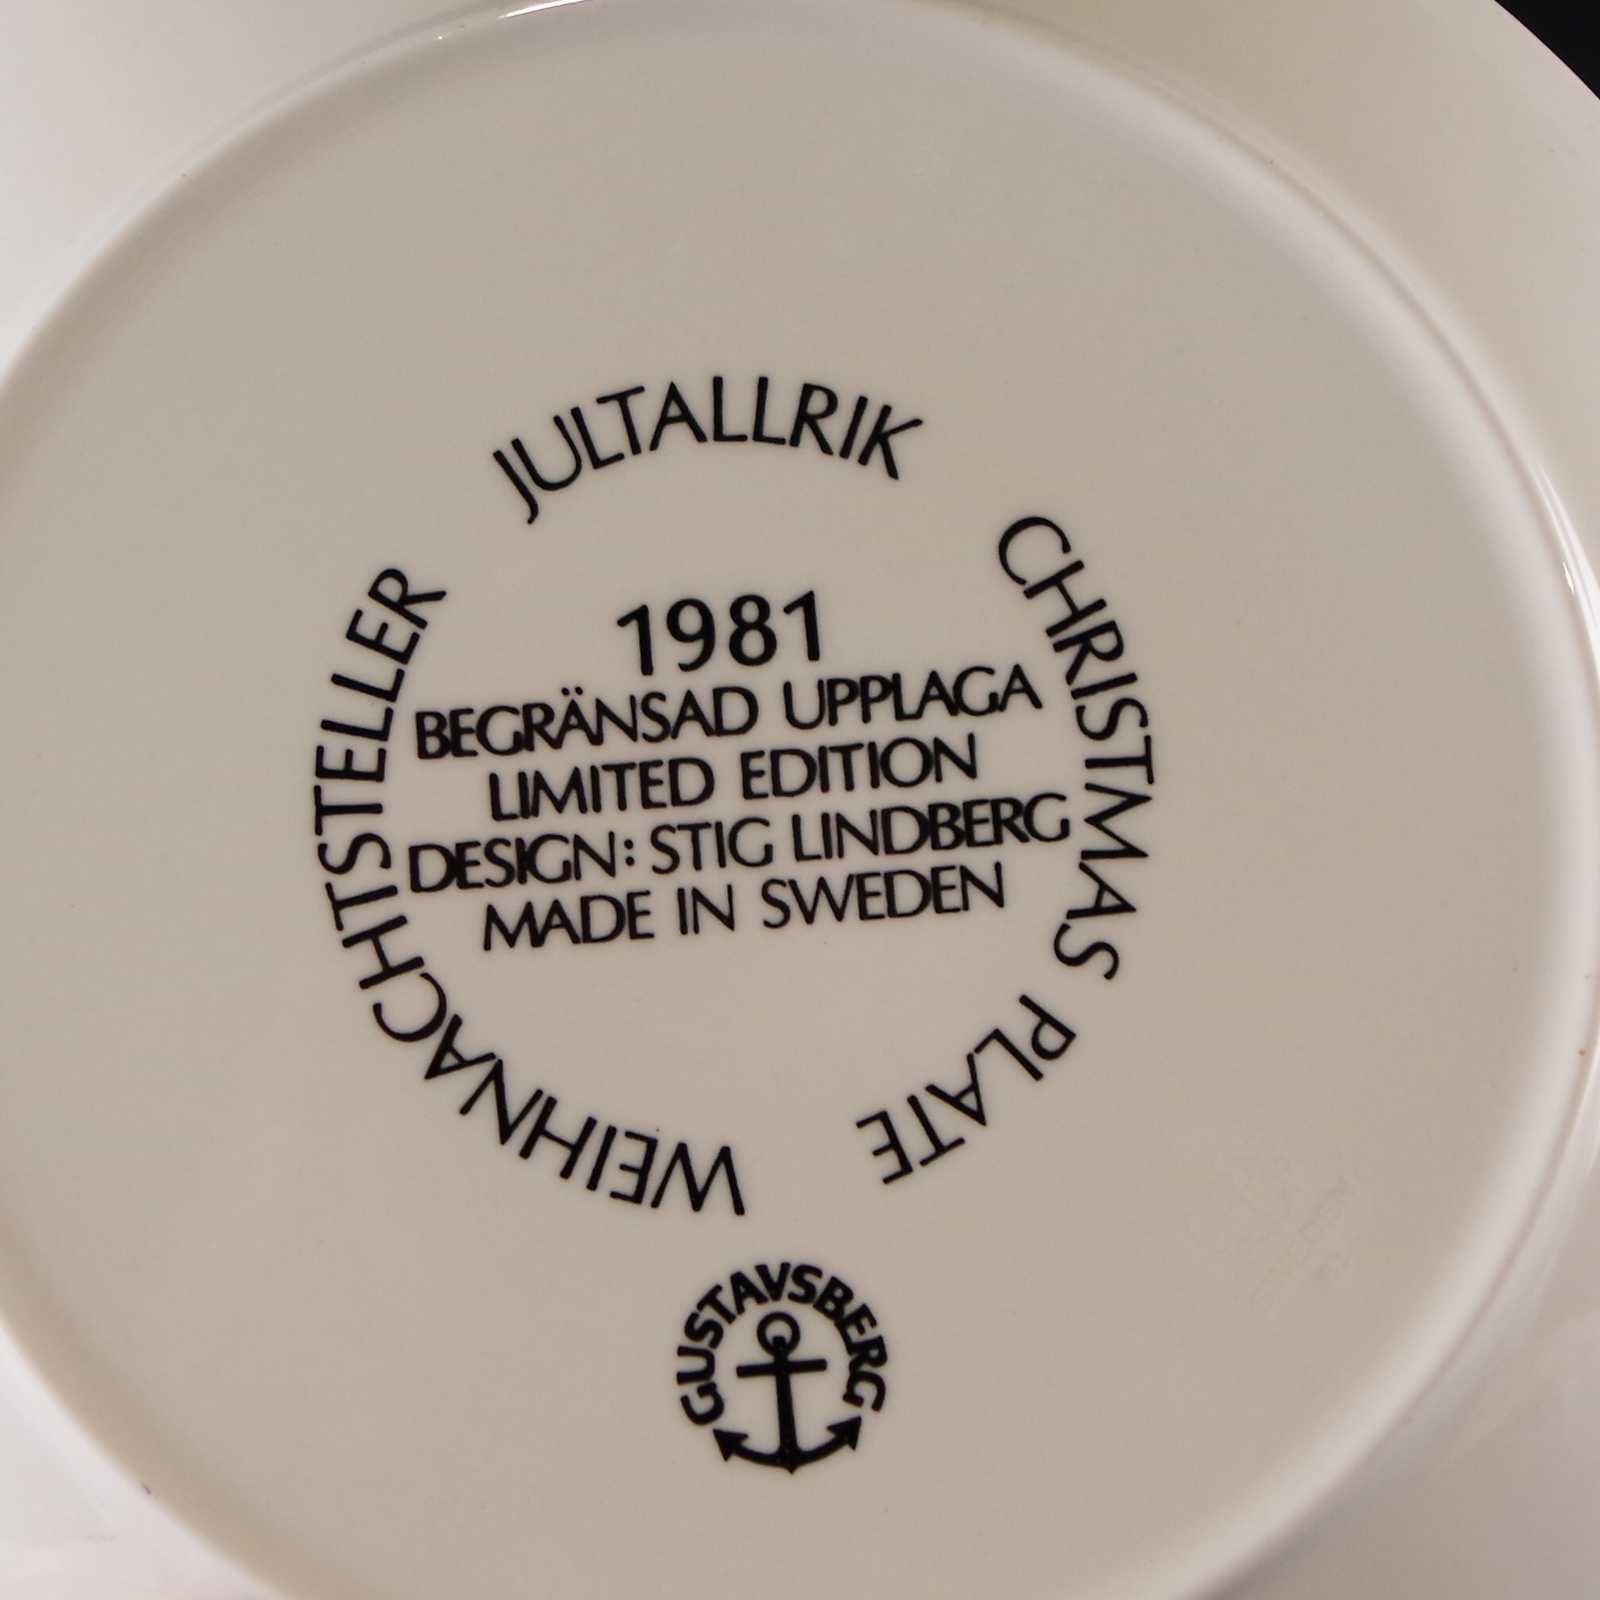 JULTALLRIK
CHRISTMAS PLATE
WEIHNACHTSTELLER
1981
BEGRÄNSAD UPPLAGA
LIMITED EDITION
DESIGN: STIG LINDBERG
MADE IN SWEDEN
GUSTAVSBERG